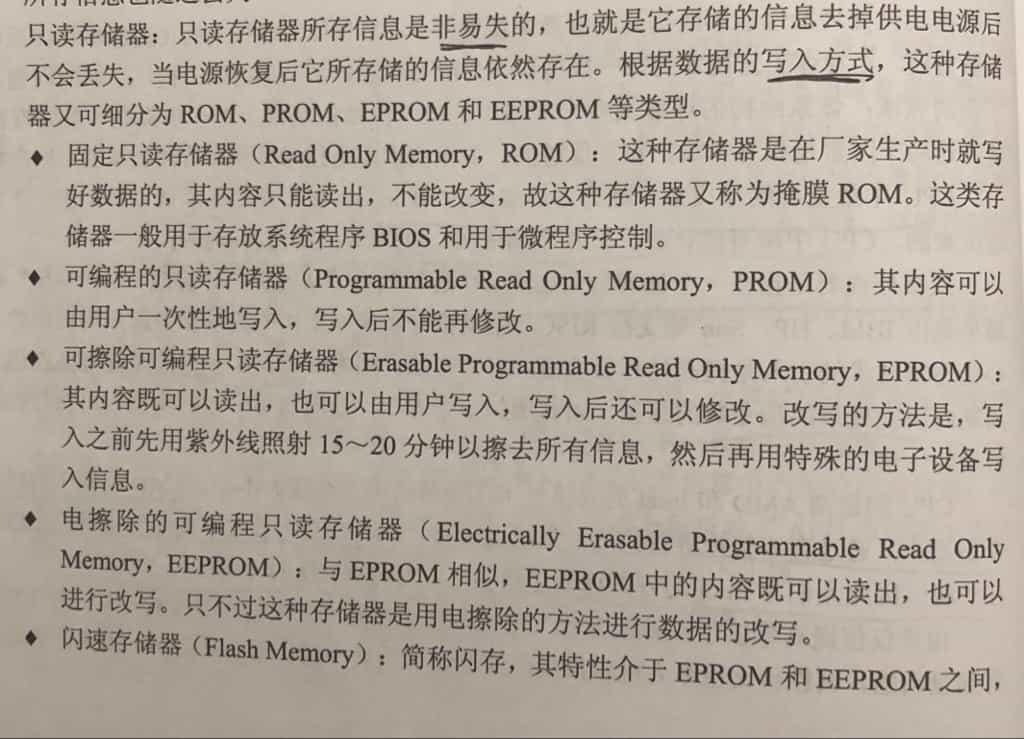 只读存储器：只读存储器所存信息是非易失的，也就是它存储的信息去掉供电电源后
不会丢失，当电源恢复后它所存储的信息依然存在。根据数据的写入方式，这种存储
器又可细分为 ROM、PROM、EPROM 和 EEPROM 等类型。
♦ 固定只读存储器（Read Only Memory，ROM）：这种存储器是在厂家生产时就写
好数据的，其内容只能读出，不能改变，故这种存储器又称为掩膜 ROM。这类存
储器一般用于存放系统程序 BIOS 和用于微程序控制。
♦ 可编程的只读存储器（Programmable Read Only Memory，PROM）：其内容可以
由用户一次性地写入，写入后不能再修改。
♦ 可擦除可编程只读存储器（Erasable Programmable Read Only Memory，EPROM）：
其内容既可以读出，也可以由用户写入，写入后还可以修改。改写的方法是，写
入之前先用紫外线照射 15～20 分钟以擦去所有信息，然后再用特殊的电子设备写
入信息。
♦ 电擦除的可编程只读存储器（Electrically Erasable Programmable Read Only
Memory，EEPROM）：与 EPROM 相似，EEPROM 中的内容既可以读出，也可以
进行改写。只不过这种存储器是用电擦除的方法进行数据的改写。
♦ 闪速存储器（Flash Memory）：简称闪存，其特性介于 EPROM 和 EEPROM 之间，